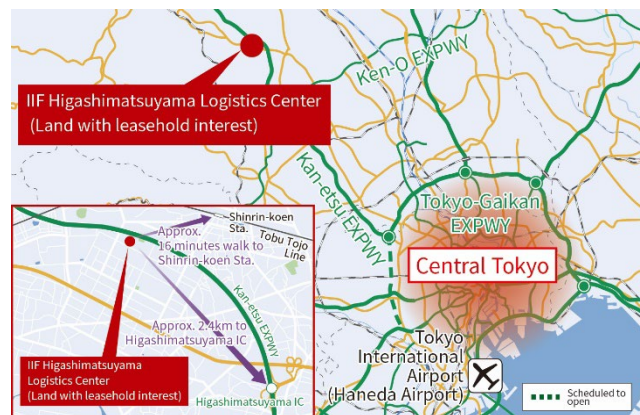 Ken-O EXPWY
IIF Higashimatsuyama Logistics Center
(Land with leasehold interest)
Kan-etsu EXPWY
Tokyo-Gaikan
EXPWY
Central Tokyo
Tokyo
International
Airport
(Haneda Airport)
Scheduled to
open
Shinrin-koen
Sta.
Tobu Tojo
Line
Approx.
16 minutes walk to
Shinrin-koen Sta.
Kan-etsu EXPWY
Approx. 2.4km to
Higashimatsuyama IC
IIF Higashimatsuyama
Logistics Center
(Land with leasehold interest)
Higashimatsuyama IC